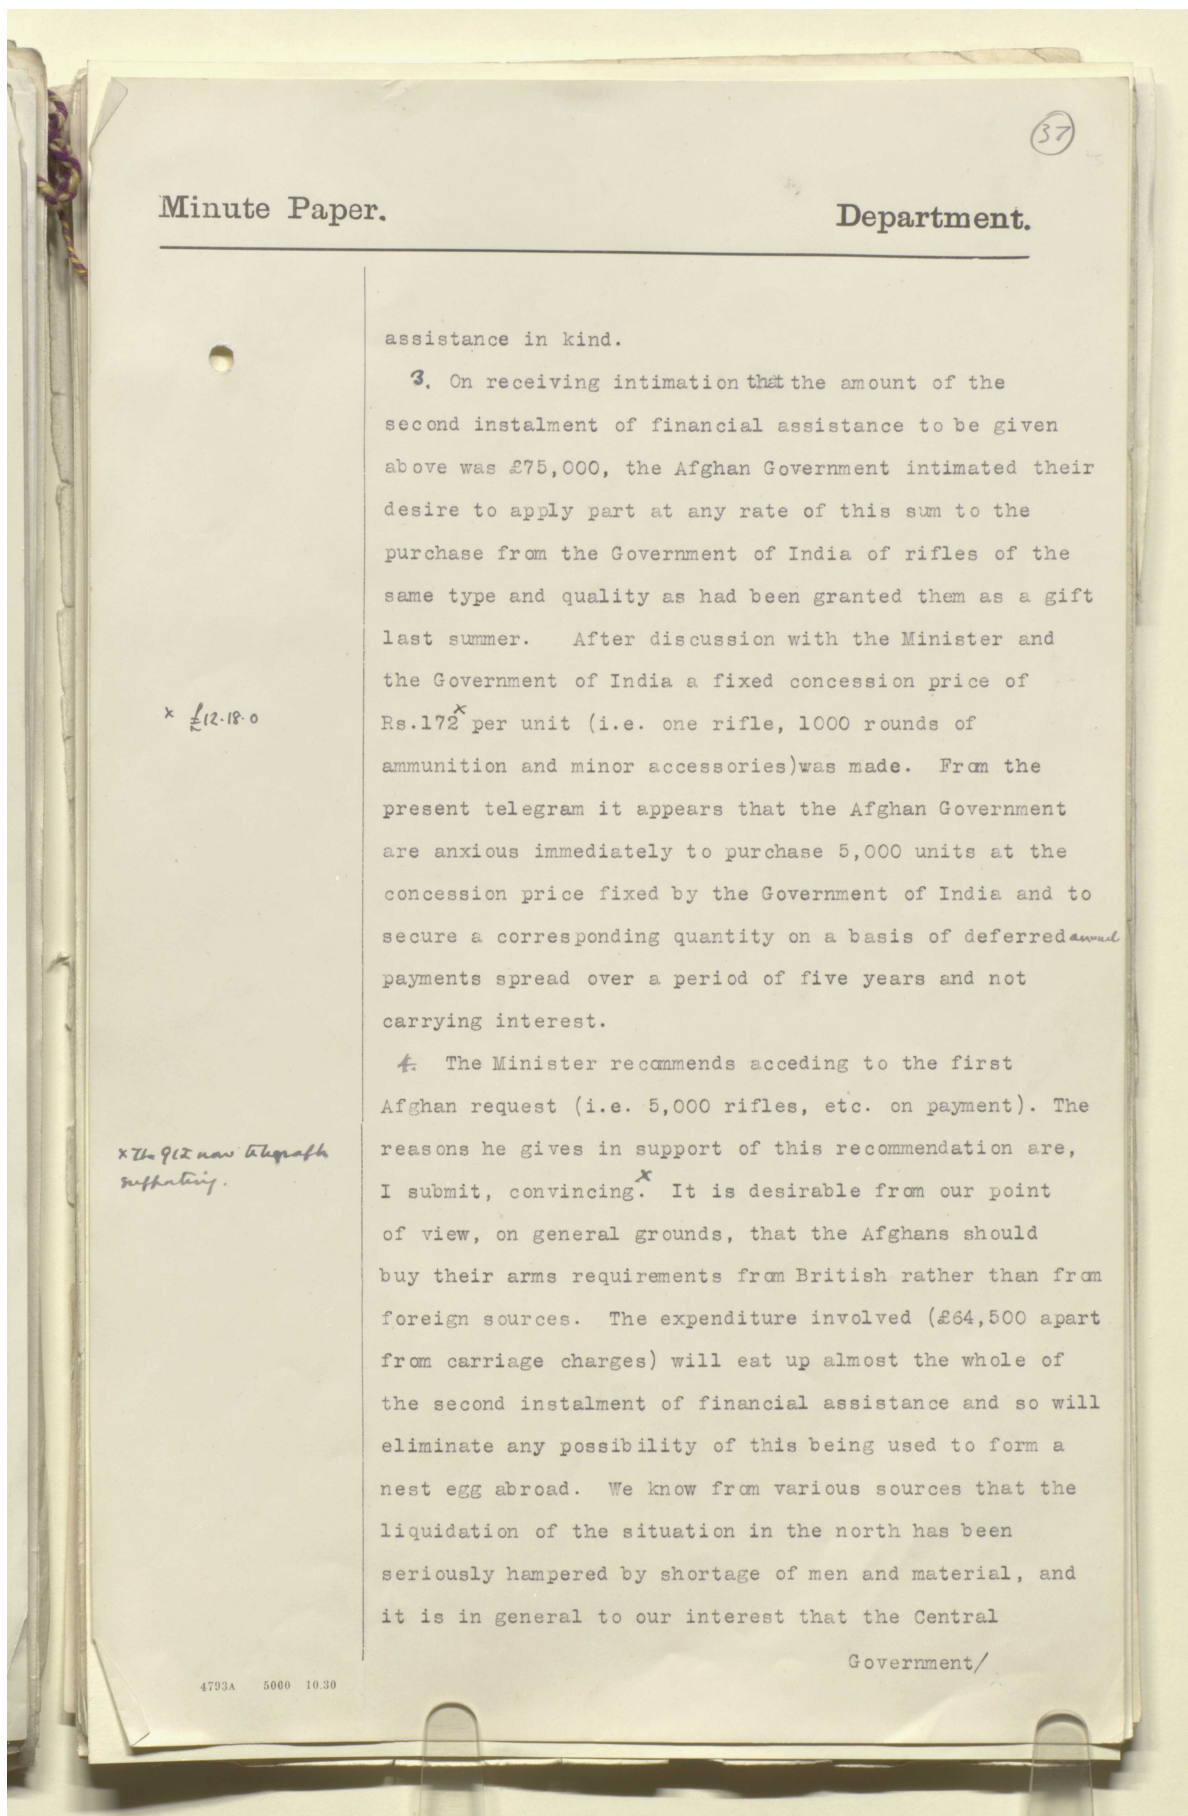 37
Minute Paper.
Department.
assistance in kind.
3. On receiving intimation that the amount of the
second instalment of financial assistance to be given
above was £75,000, the Afghan Government intimated their
desire to apply part at any rate of this sum to the
purchase from the Government of India of rifles of the
same type and quality as had been granted them as a gift
last summer. After discussion with the Minister and
the Government of India a fixed concession price of
x £12.18.0
Rs.172x per unit (i.e. one rifle, 1000 rounds of
ammunition and minor accessories)was made. From the
present telegram it appears that the Afghan Government
are anxious immediately to purchase 5,000 units at the
concession price fixed by the Government of India and to
secure a corresponding quantity on a basis of deferred annual
payments spread over a period of five years and not
carrying interest.
4. The Minister recommends acceding to the first
Afghan request (i.e. 5,000 rifles, etc. on payment). The
x The G of I now telegraph
supporting.
reasons he gives in support of this recommendation are,
I submit, convincing.x It is desirable from our point
of view, on general grounds, that the Afghans should
buy their arms requirements from British rather than from
foreign sources. The expenditure involved (£64,500 apart
from carriage charges) will eat up almost the whole of
the second instalment of financial assistance and so will
eliminate any possibility of this being used to form a
nest egg abroad. We know from various sources that the
liquidation of the situation in the north has been
seriously hampered by shortage of men and material, and
it is in general to our interest that the Central
Government/
4793A 5000 10.30